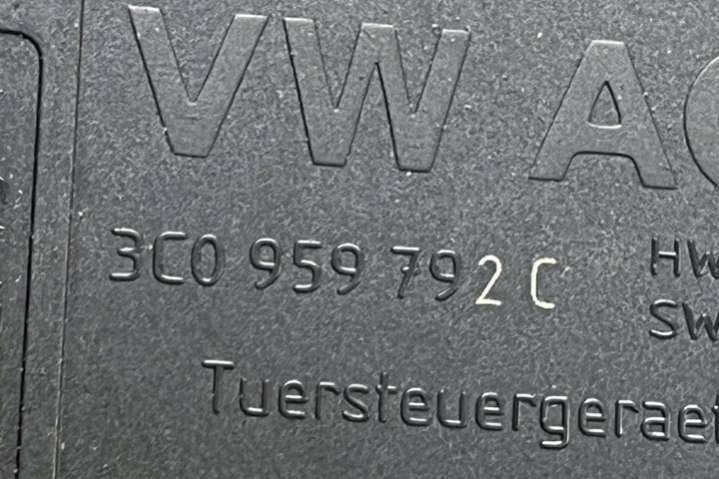 VW AG
3C0 959 792 C
HW
SW
Tuersteuergeraet